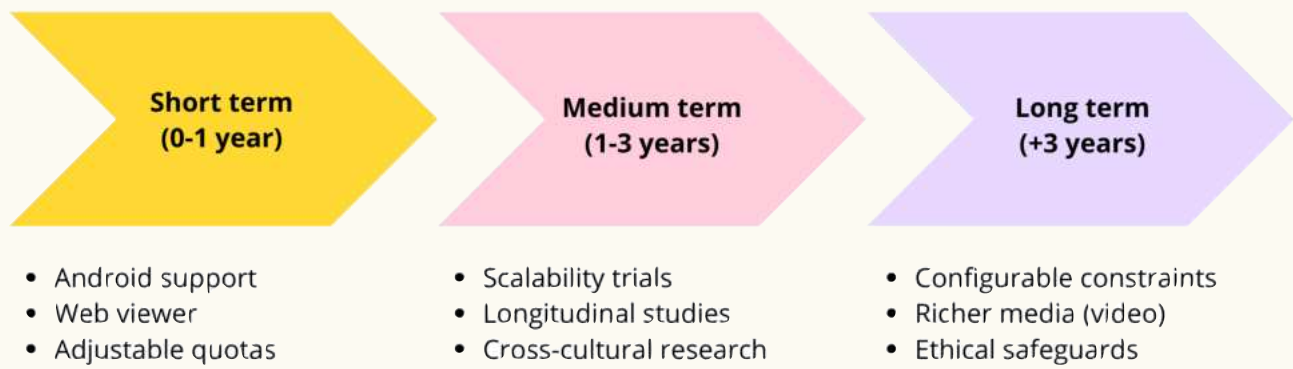 Short term
(0-1 year)
Medium term
(1-3 years)
Long term
(+3 years)
• Android support
• Web viewer
• Adjustable quotas
• Scalability trials
• Longitudinal studies
• Cross-cultural research
• Configurable constraints
• Richer media (video)
• Ethical safeguards